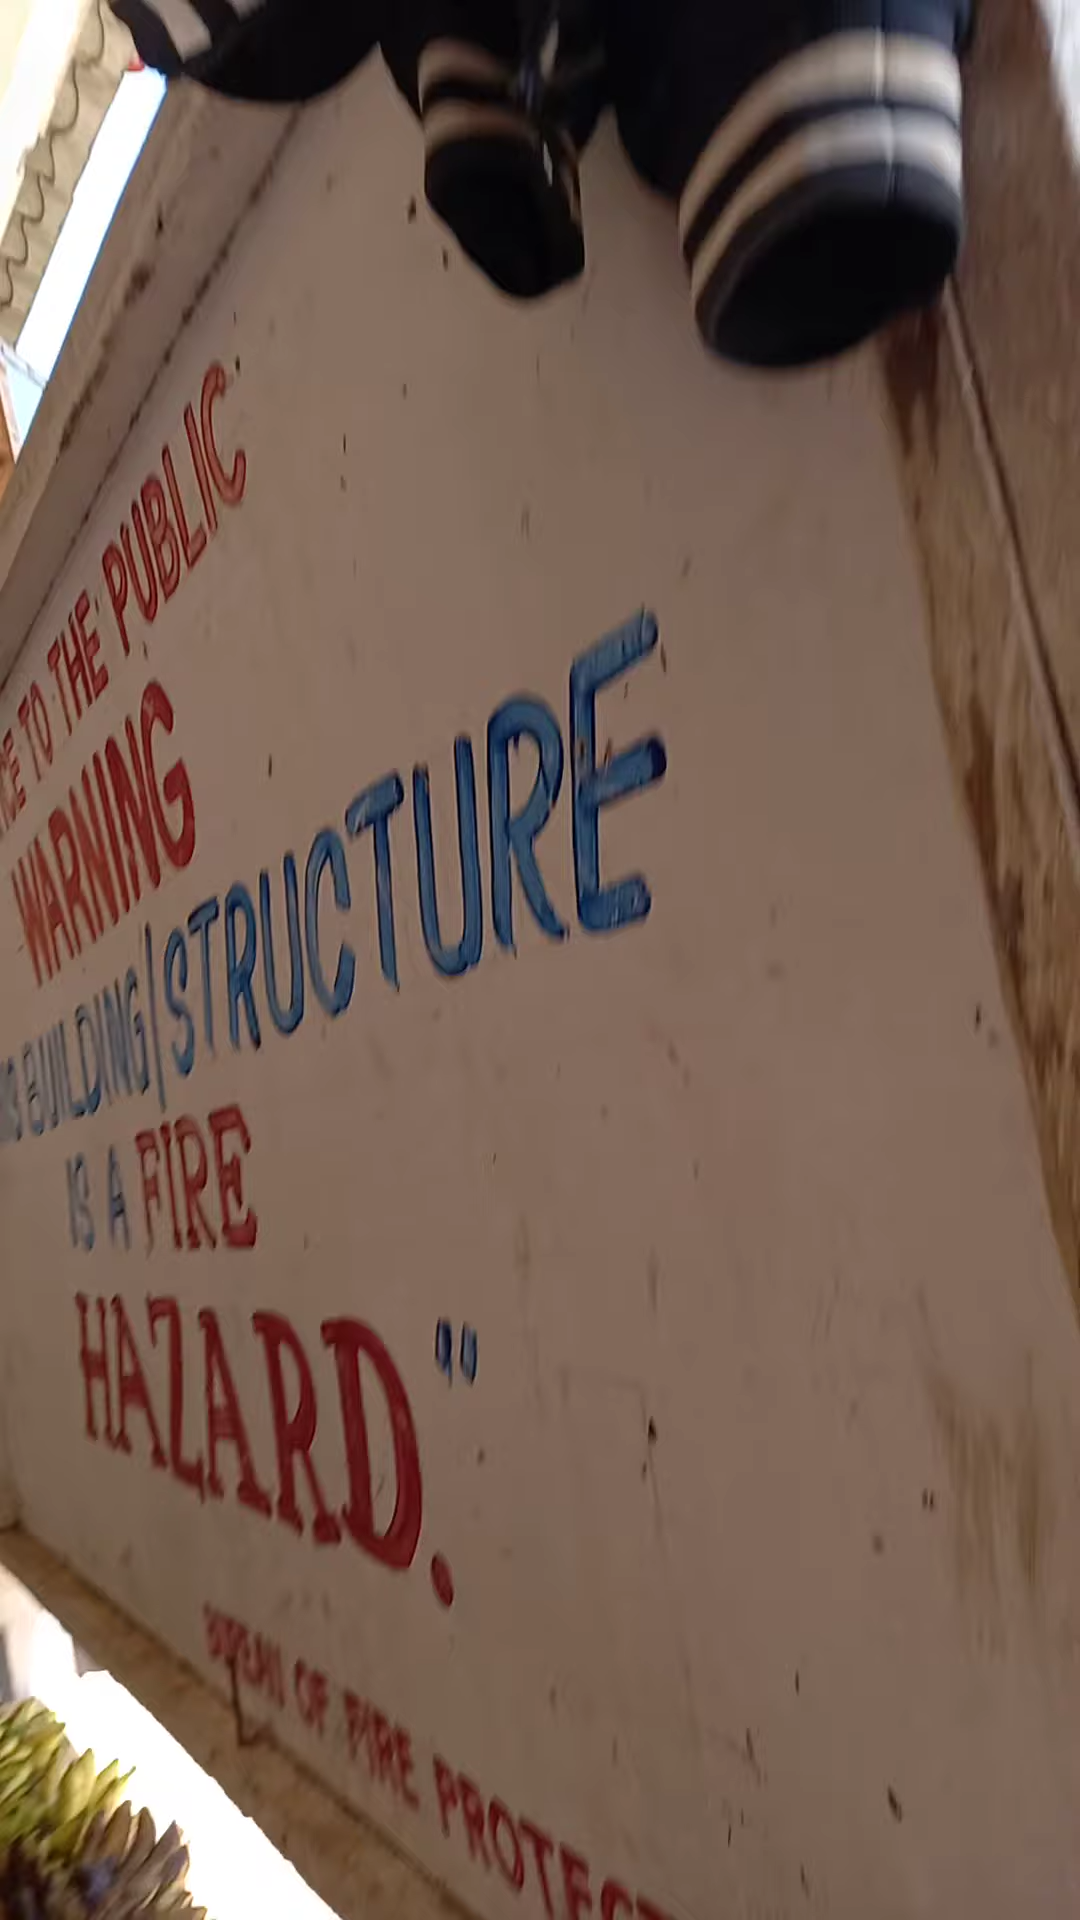 TO THE PUBLIC
WARNING
BUILDING/STRUCTURE
IS A FIRE
HAZARD."
OF FIRE PROTECT